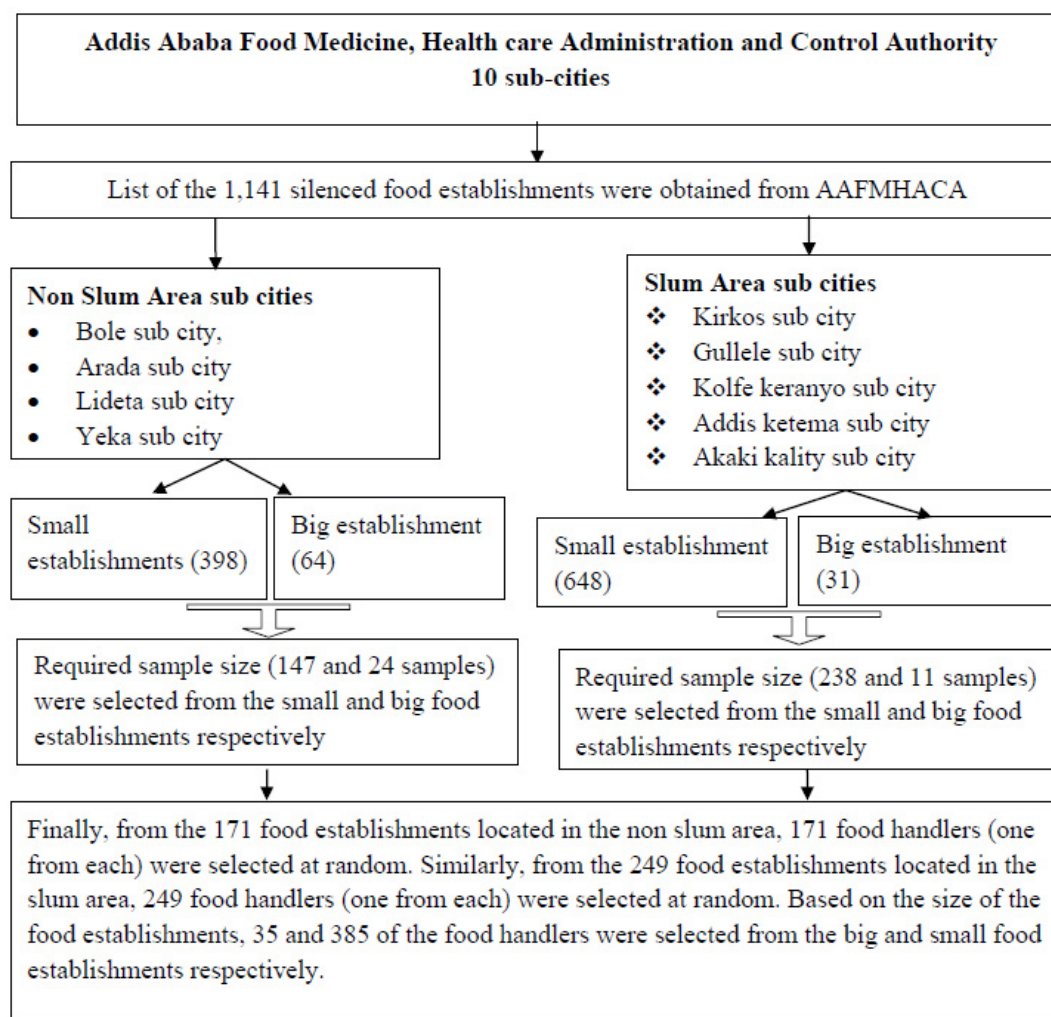 Addis Ababa Food Medicine, Health care Administration and Control Authority
10 sub-cities
List of the 1,141 silenced food establishments were obtained from AAFMHACA
Non Slum Area sub cities
• Bole sub city,
• Arada sub city
• Lideta sub city
• Yeka sub city
Slum Area sub cities
❖ Kirkos sub city
❖ Gullele sub city
❖ Kolfe keranyo sub city
❖ Addis ketema sub city
❖ Akaki kality sub city
Small
establishments (398)
Big establishment
(64)
Small establishment
(648)
Big establishment
(31)
Required sample size (147 and 24 samples)
were selected from the small and big food
establishments respectively
Required sample size (238 and 11 samples)
were selected from the small and big food
establishments respectively
Finally, from the 171 food establishments located in the non slum area, 171 food handlers (one
from each) were selected at random. Similarly, from the 249 food establishments located in the
slum area, 249 food handlers (one from each) were selected at random. Based on the size of the
food establishments, 35 and 385 of the food handlers were selected from the big and small food
establishments respectively.